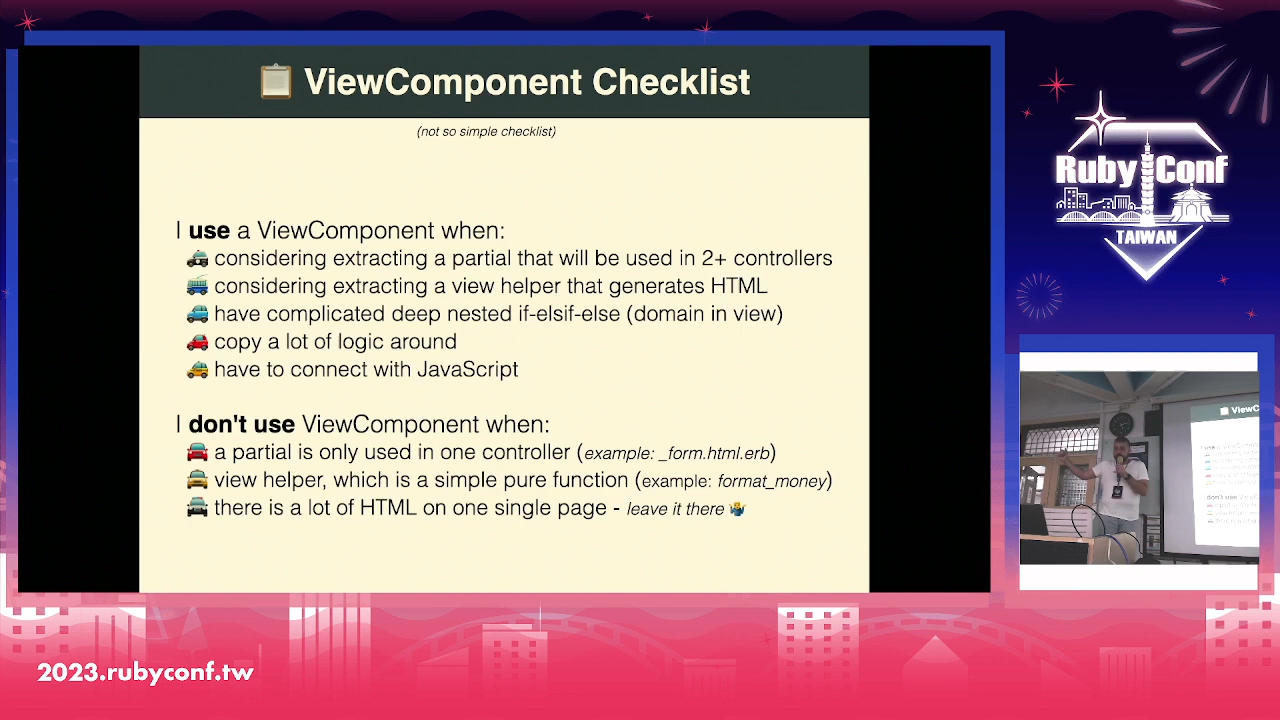 📋 ViewComponent Checklist
(not so simple checklist)
I use a ViewComponent when:
🚓 considering extracting a partial that will be used in 2+ controllers
🚎 considering extracting a view helper that generates HTML
🚙 have complicated deep nested if-elsif-else (domain in view)
🚗 copy a lot of logic around
🚕 have to connect with JavaScript
I don't use ViewComponent when:
🚘 a partial is only used in one controller (example: _form.html.erb)
🚖 view helper, which is a simple pure function (example: format_money)
🚔 there is a lot of HTML on one single page - leave it there 🤷‍♂️
RubyConf
TAIWAN
2023.rubyconf.tw